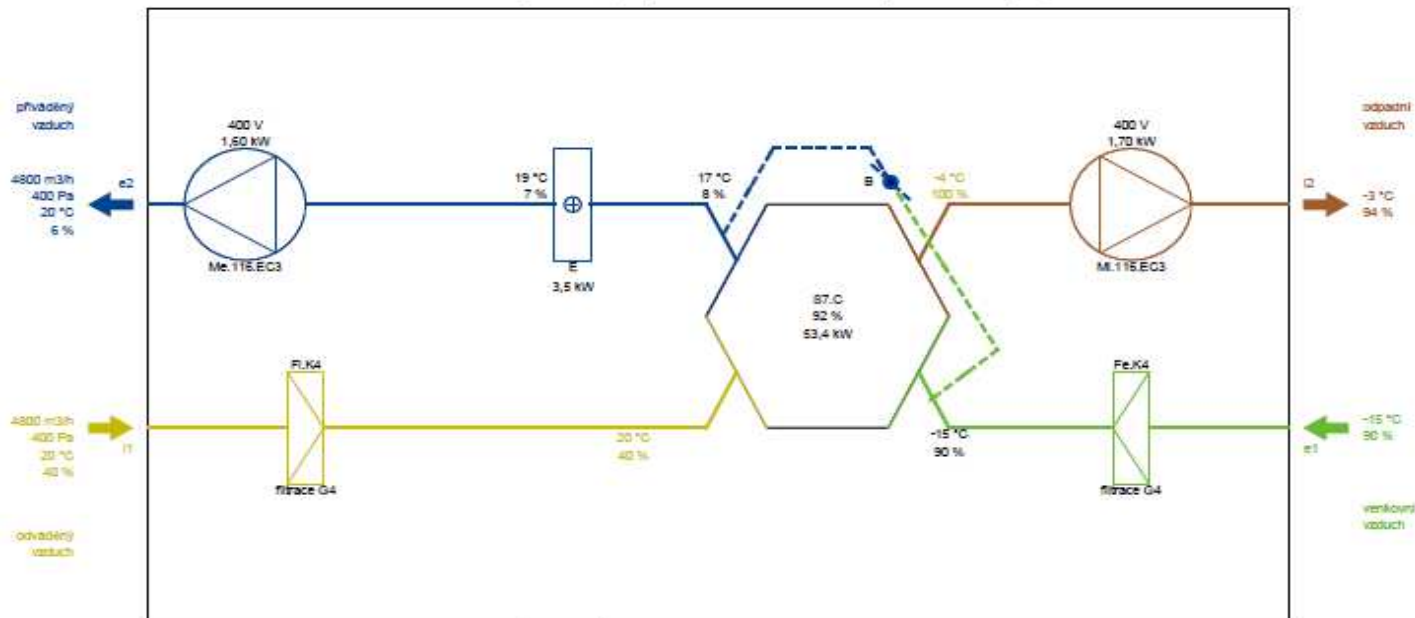 přiváděný
vzduch
4800 m3/h
400 Pa
20 °C
6 %
e2
400 V
1,60 kW
Me.115.EC3
19 °C
7 %
E
3,5 kW
17 °C
8 %
B
-4 °C
100 %
400 V
1,70 kW
Mi.115.EC3
odpadní
vzduch
i2
-3 °C
94 %
S7.C
92 %
53,4 kW
4800 m3/h
400 Pa
20 °C
40 %
i1
Fi.K4
filtrace G4
20 °C
40 %
-15 °C
90 %
Fe.K4
filtrace G4
-15 °C
90 %
e1
odváděný
vzduch
venkovní
vzduch